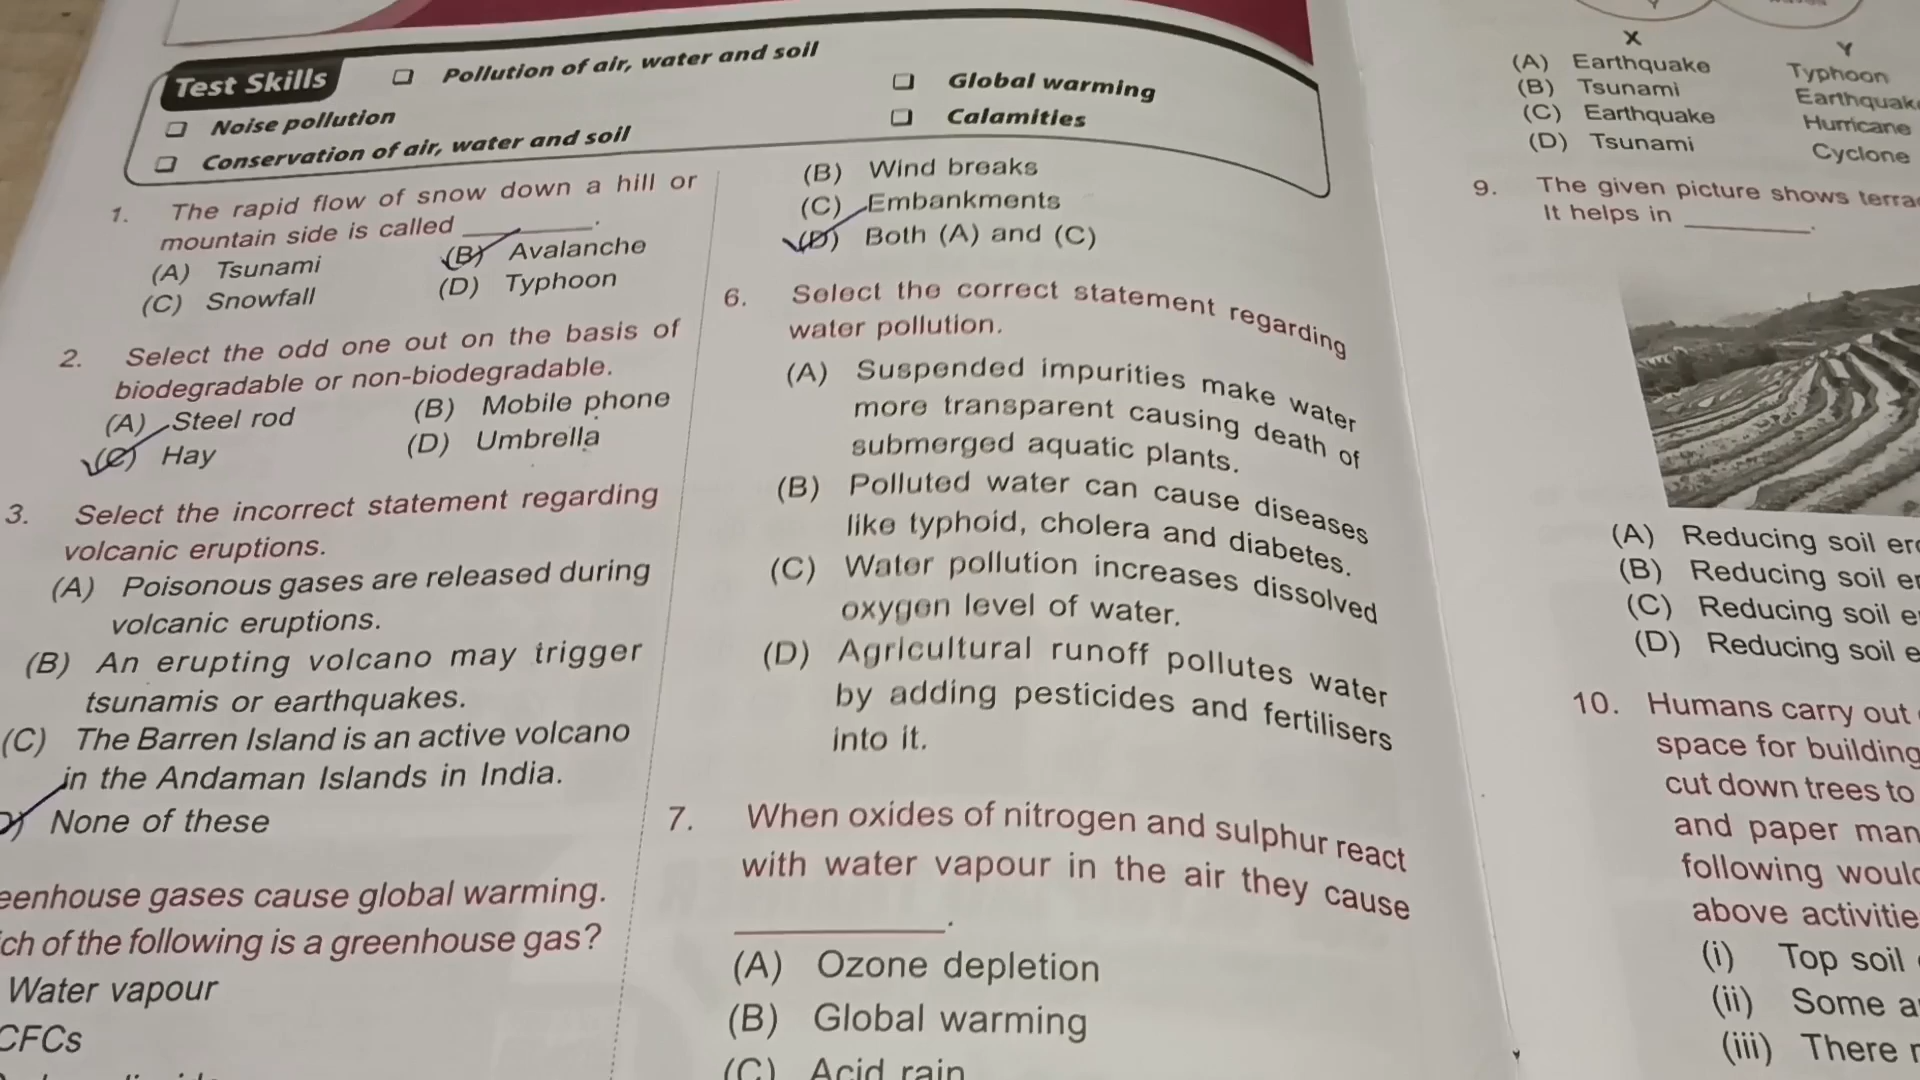 Test Skills
Pollution of air, water and soil
Global warming
Noise pollution
Calamities
Conservation of air, water and soil
1. The rapid flow of snow down a hill or
mountain side is called ________.
(A) Tsunami (B) Avalanche
(C) Snowfall (D) Typhoon
2. Select the odd one out on the basis of
biodegradable or non-biodegradable.
(A) Steel rod (B) Mobile phone
(C) Hay (D) Umbrella
3. Select the incorrect statement regarding
volcanic eruptions.
(A) Poisonous gases are released during
volcanic eruptions.
(B) An erupting volcano may trigger
tsunamis or earthquakes.
(C) The Barren Island is an active volcano
in the Andaman Islands in India.
None of these
gases cause global warming.
of the following is a greenhouse gas?
Water vapour
CFCs
(B) Wind breaks
(C) Embankments
(D) Both (A) and (C)
6. Select the correct statement regarding
water pollution.
(A) Suspended impurities make water
more transparent causing death of
submerged aquatic plants.
(B) Polluted water can cause diseases
like typhoid, cholera and diabetes.
(C) Water pollution increases dissolved
oxygen level of water.
(D) Agricultural runoff pollutes water
by adding pesticides and fertilisers
into it.
7. When oxides of nitrogen and sulphur react
with water vapour in the air they cause
________.
(A) Ozone depletion
(B) Global warming
(C) Acid rain
X Y
(A) Earthquake Typhoon
(B) Tsunami
(C) Earthquake Hurricane
(D) Tsunami Cyclone
9. The given picture shows
It helps in ________.
(A) Reducing soil
(B) Reducing soil
(C) Reducing soil
(D) Reducing soil
10. Humans carry out
space for building
cut down trees to
and paper
following
above
(i) Top soil
(ii) Some
(iii) There